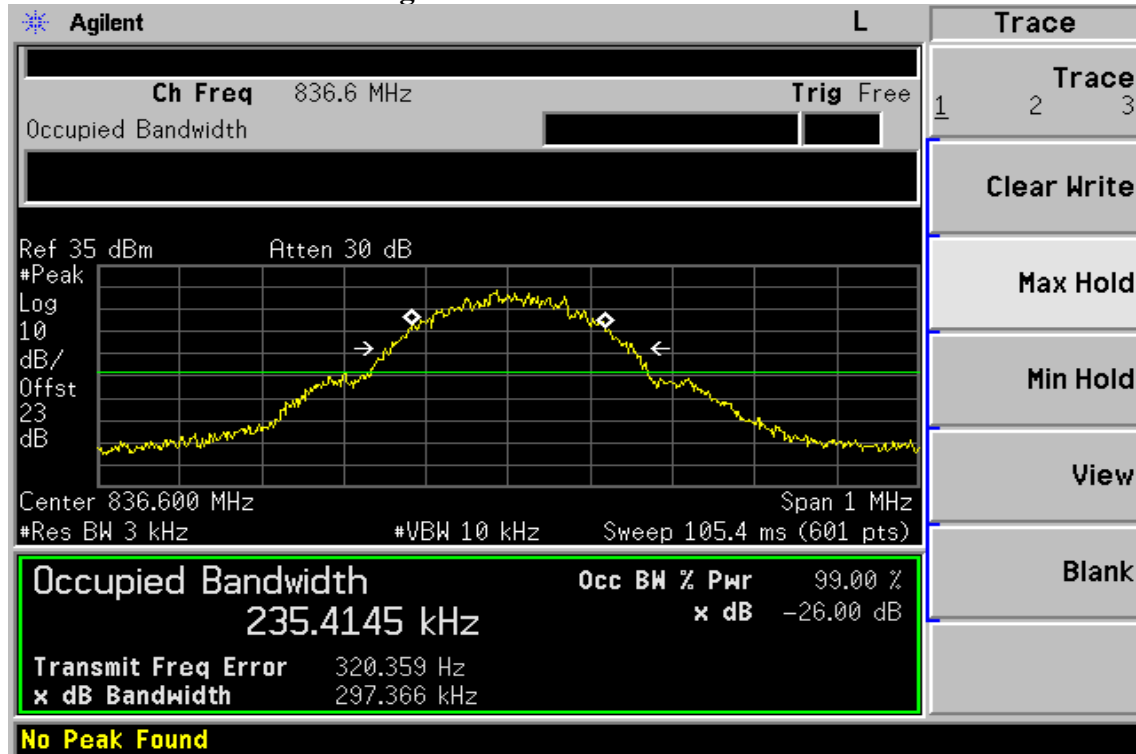 Agilent L Trace
Ch Freq 836.6 MHz Trig Free
Occupied Bandwidth
Trace
1 2 3
Clear Write
Max Hold
Min Hold
View
Blank
Ref 35 dBm Atten 30 dB
#Peak
Log
10
dB/
Offst
23
dB
Center 836.600 MHz Span 1 MHz
#Res BW 3 kHz #VBW 10 kHz Sweep 105.4 ms (601 pts)
Occupied Bandwidth Occ BW % Pwr 99.00 %
235.4145 kHz x dB -26.00 dB
Transmit Freq Error 320.359 Hz
x dB Bandwidth 297.366 kHz
No Peak Found